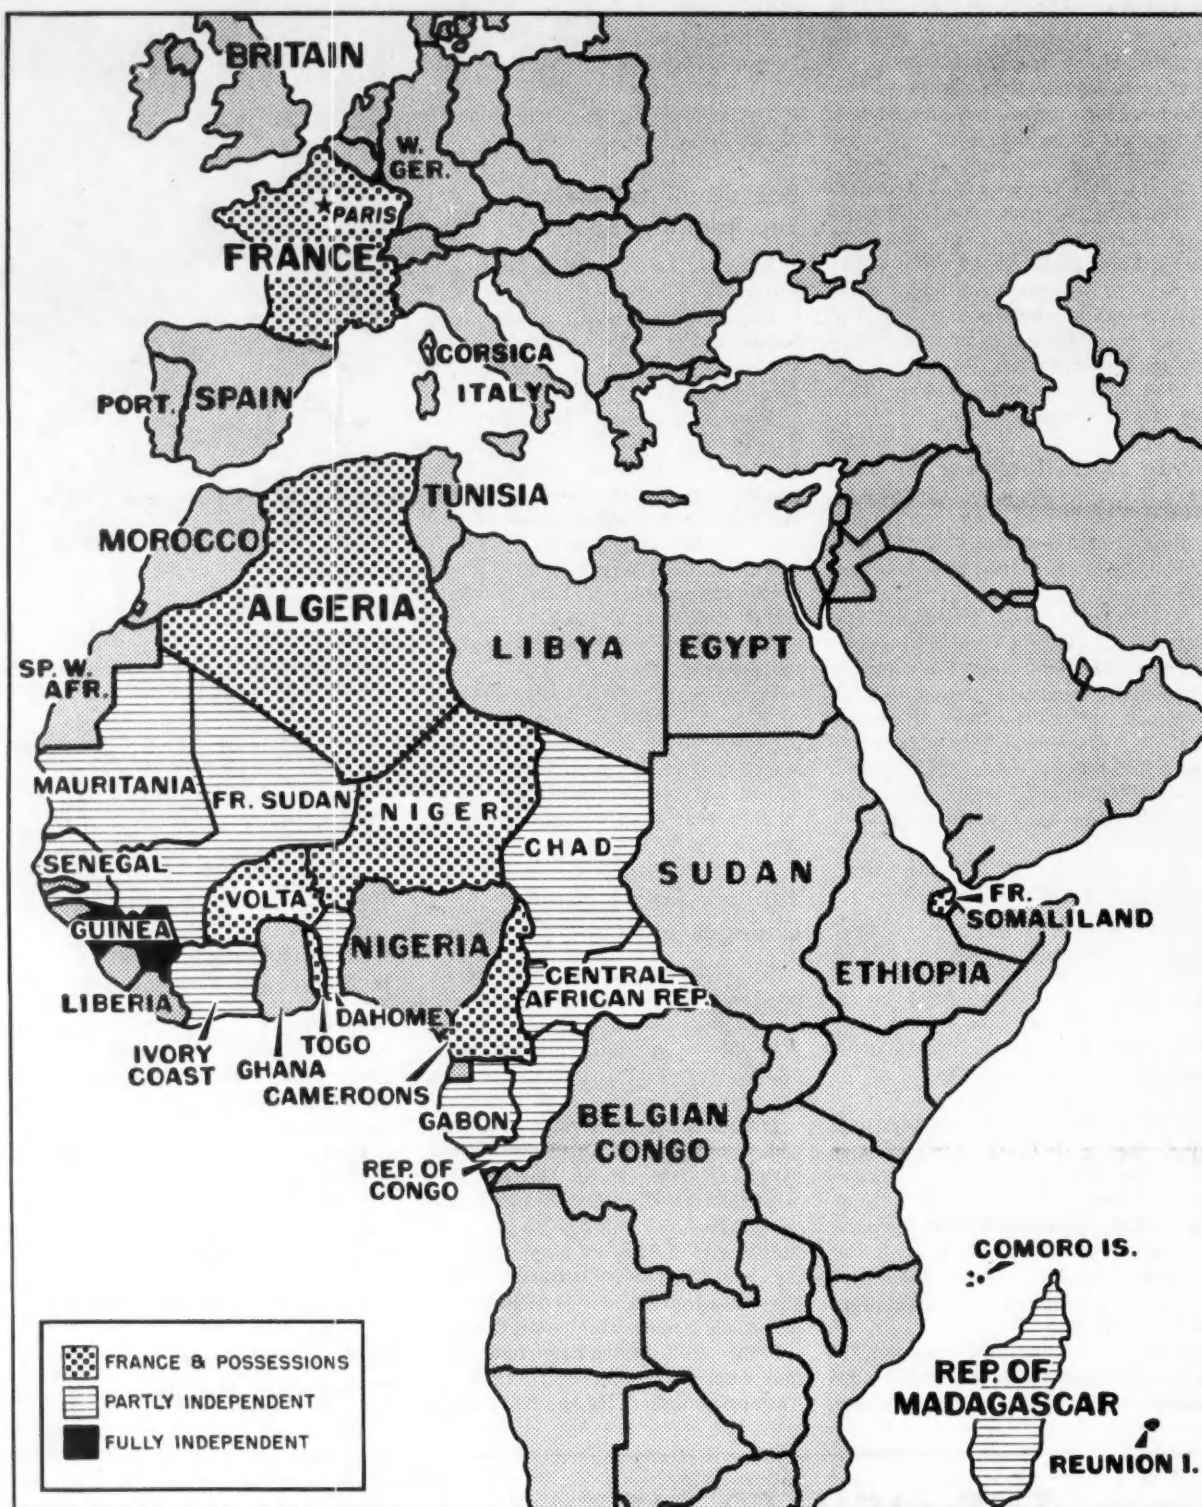 BRITAIN
W.
GER.
PARIS
FRANCE
CORSICA
ITALY
PORT.
SPAIN
TUNISIA
MOROCCO
ALGERIA
LIBYA
EGYPT
SP. W.
AFR.
MAURITANIA
FR. SUDAN
NIGER
CHAD
SUDAN
SENEGAL
VOLTA
FR.
SOMALILAND
GUINEA
NIGERIA
ETHIOPIA
CENTRAL
AFRICAN REP.
LIBERIA
DAHOMEY
TOGO
IVORY
COAST
GHANA
CAMEROONS
GABON
BELGIAN
CONGO
REP. OF
CONGO
COMORO IS.
REP. OF
MADAGASCAR
REUNION I.
FRANCE & POSSESSIONS
PARTLY INDEPENDENT
FULLY INDEPENDENT